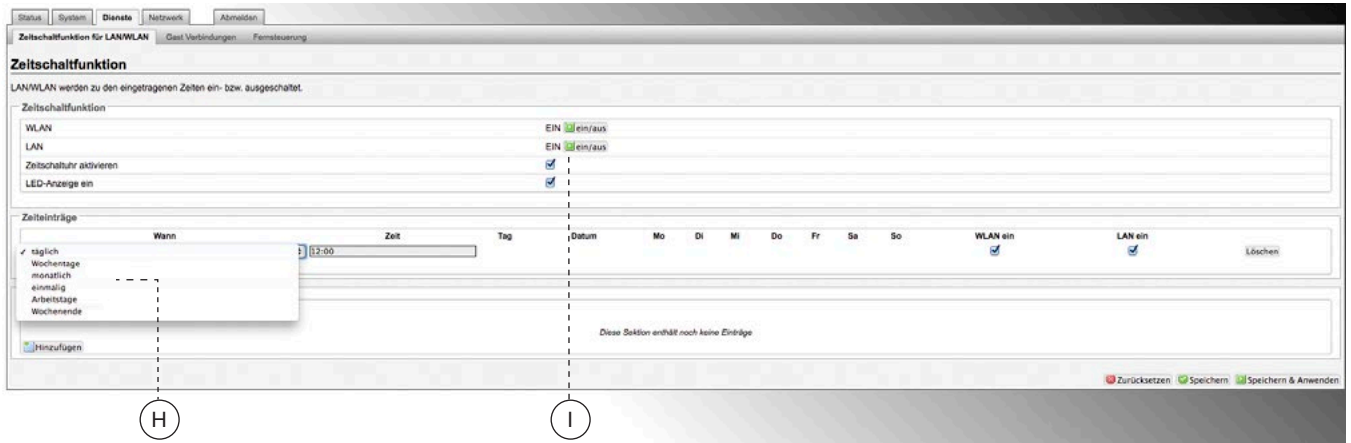 Status System Dienste Netzwerk Abmelden
Zeitschaltfunktion für LAN/WLAN Gast Verbindungen Fernsteuerung
Zeitschaltfunktion
LAN/WLAN werden zu den eingetragenen Zeiten ein- bzw. ausgeschaltet.
Zeitschaltfunktion
WLAN EIN ein/aus
LAN EIN ein/aus
Zeitschaltuhr aktivieren
LED-Anzeige ein
Zeiteinträge
Wann Zeit Tag Datum Mo Di Mi Do Fr Sa So WLAN ein LAN ein
täglich 12:00 Löschen
Wochentage
monatlich
einmalig
Arbeitstage
Wochenende
Diese Sektion enthält noch keine Einträge
Hinzufügen
Zurücksetzen Speichern Speichern & Anwenden
H I